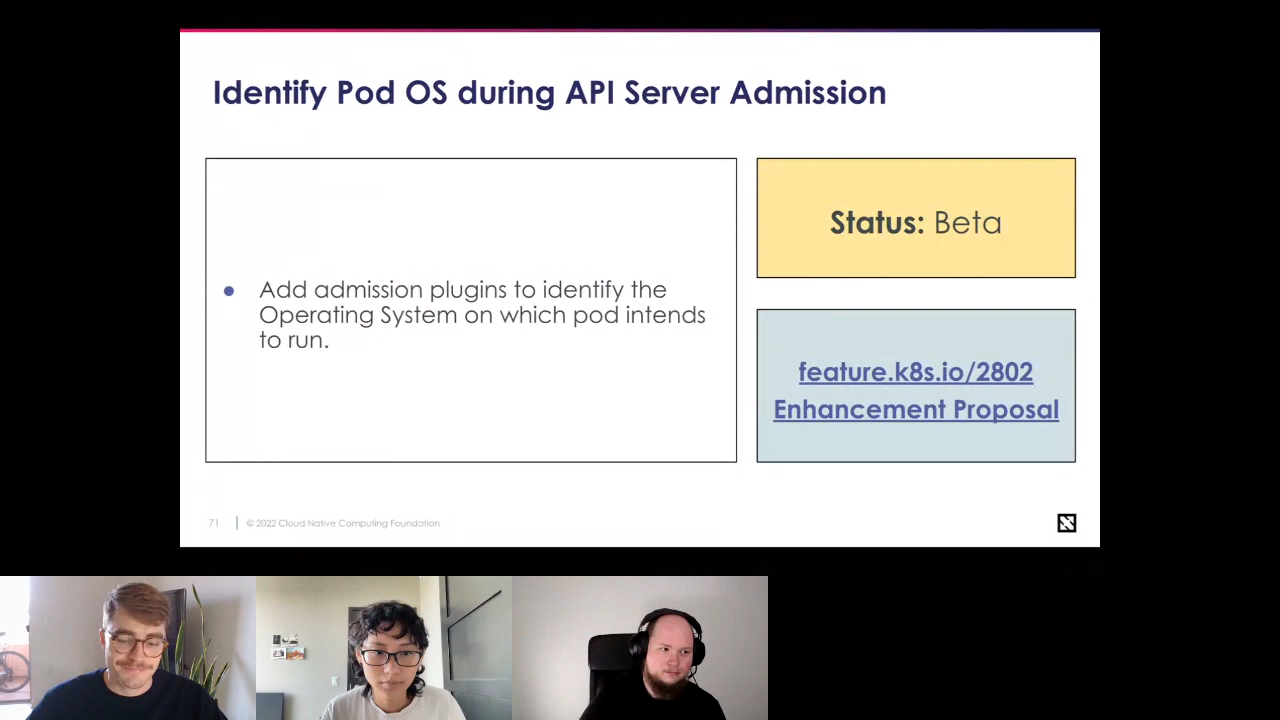 Identify Pod OS during API Server Admission
● Add admission plugins to identify the
Operating System on which pod intends
to run.
Status: Beta
feature.k8s.io/2802
Enhancement Proposal
71
© 2022 Cloud Native Computing Foundation